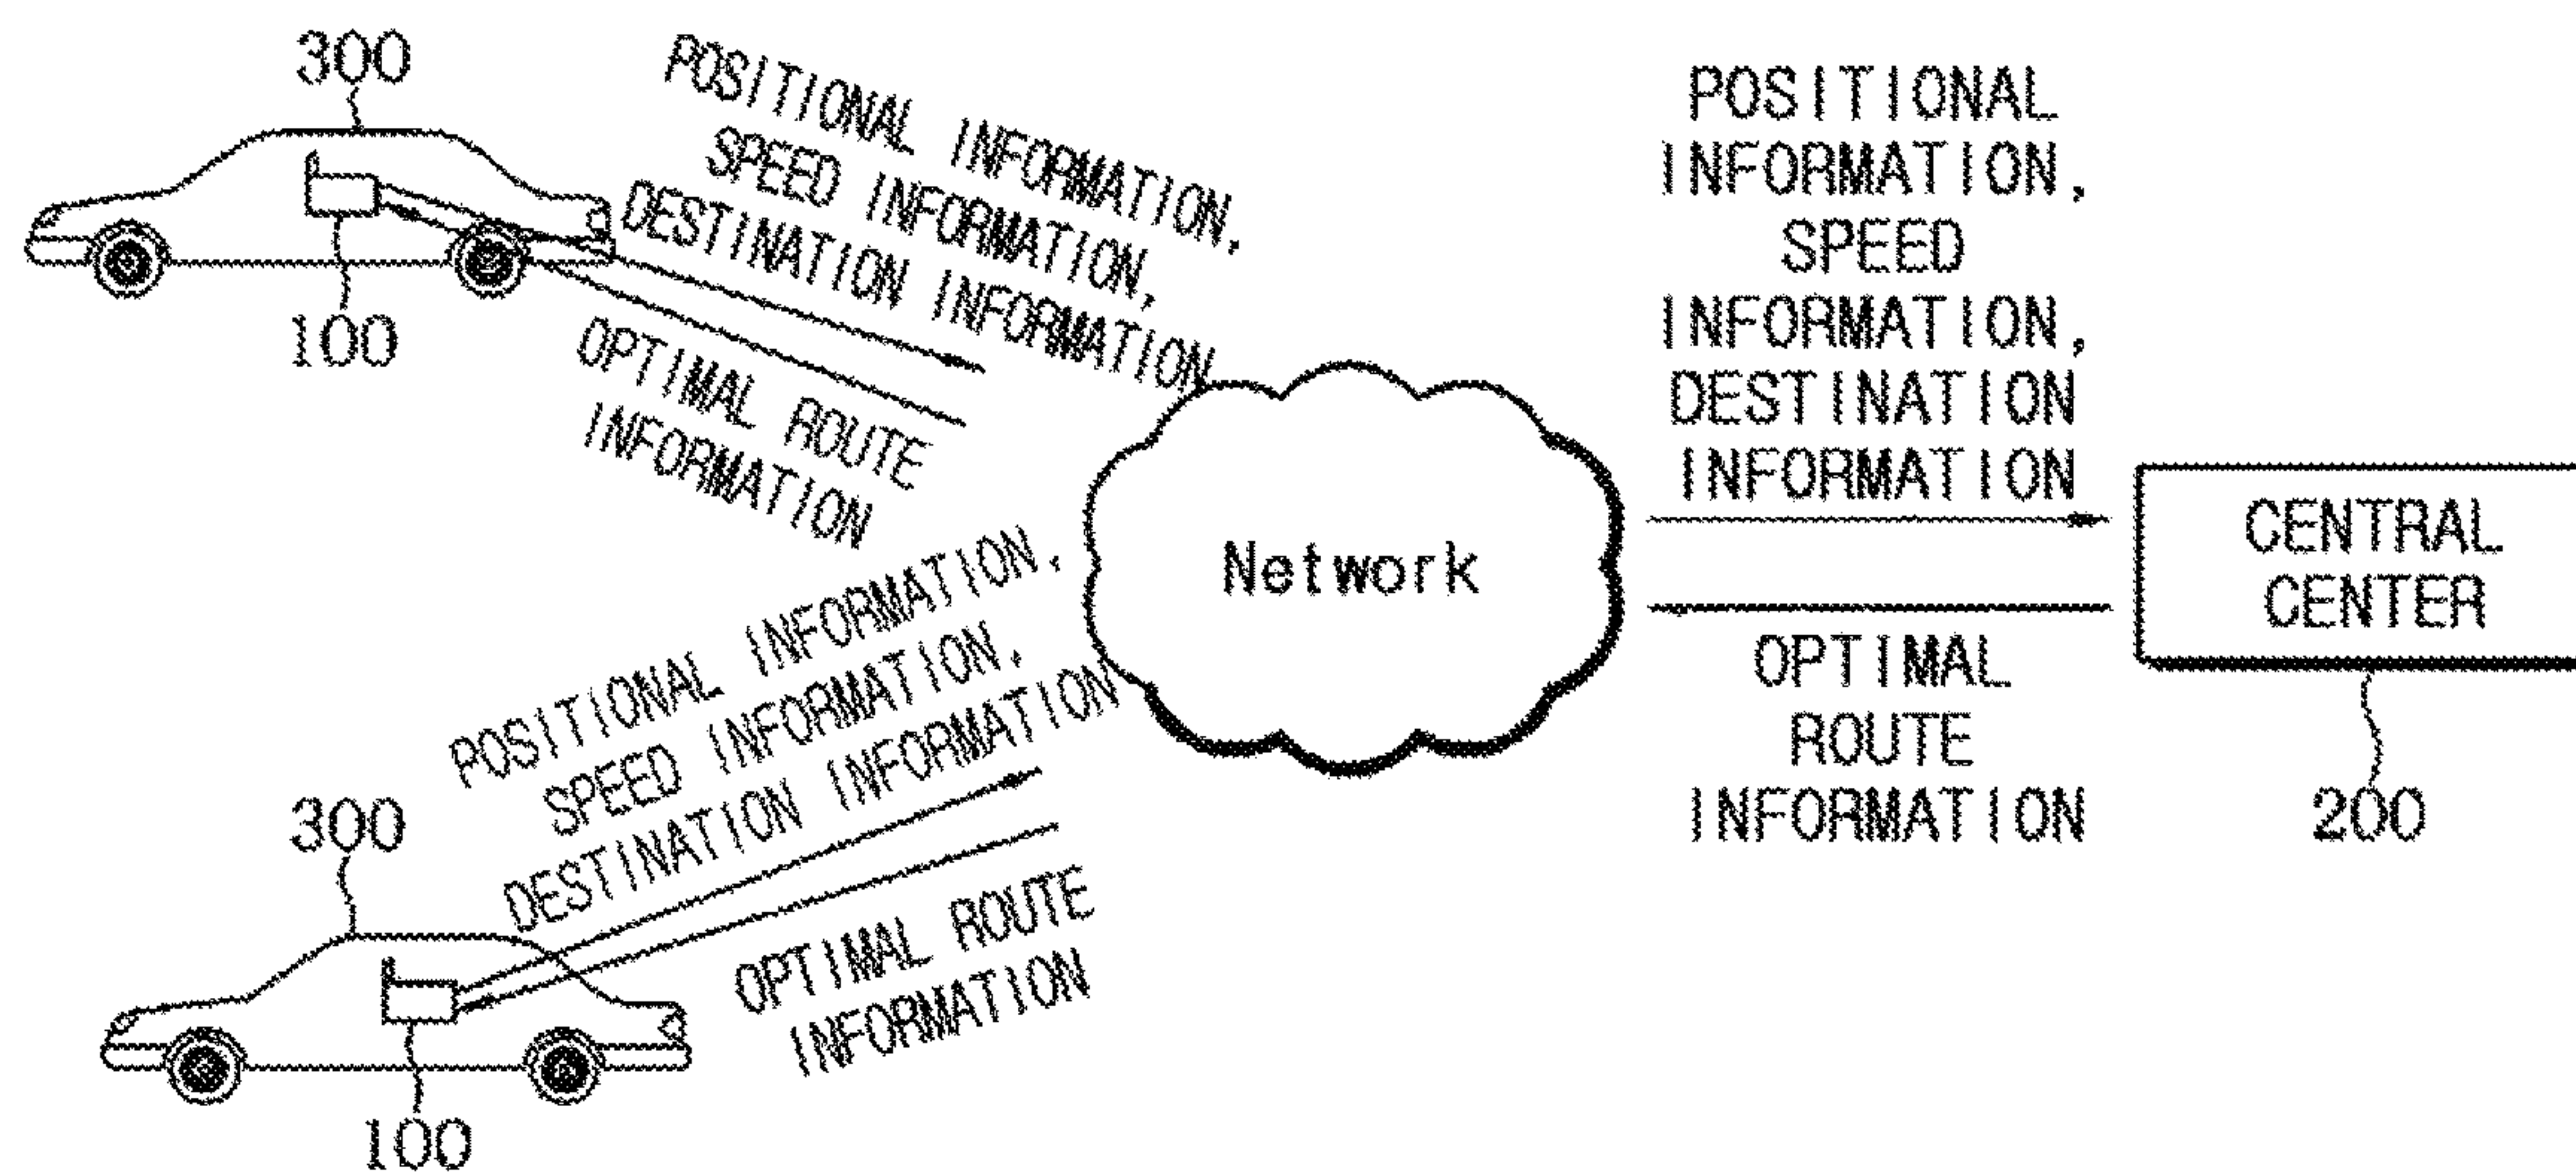 300
100
POSITIONAL INFORMATION,
SPEED INFORMATION,
DESTINATION INFORMATION
OPTIMAL ROUTE
INFORMATION
POSITIONAL INFORMATION,
SPEED INFORMATION,
DESTINATION INFORMATION
OPTIMAL ROUTE
INFORMATION
300
100
Network
POSITIONAL
INFORMATION,
SPEED
INFORMATION,
DESTINATION
INFORMATION
OPTIMAL
ROUTE
INFORMATION
CENTRAL
CENTER
200